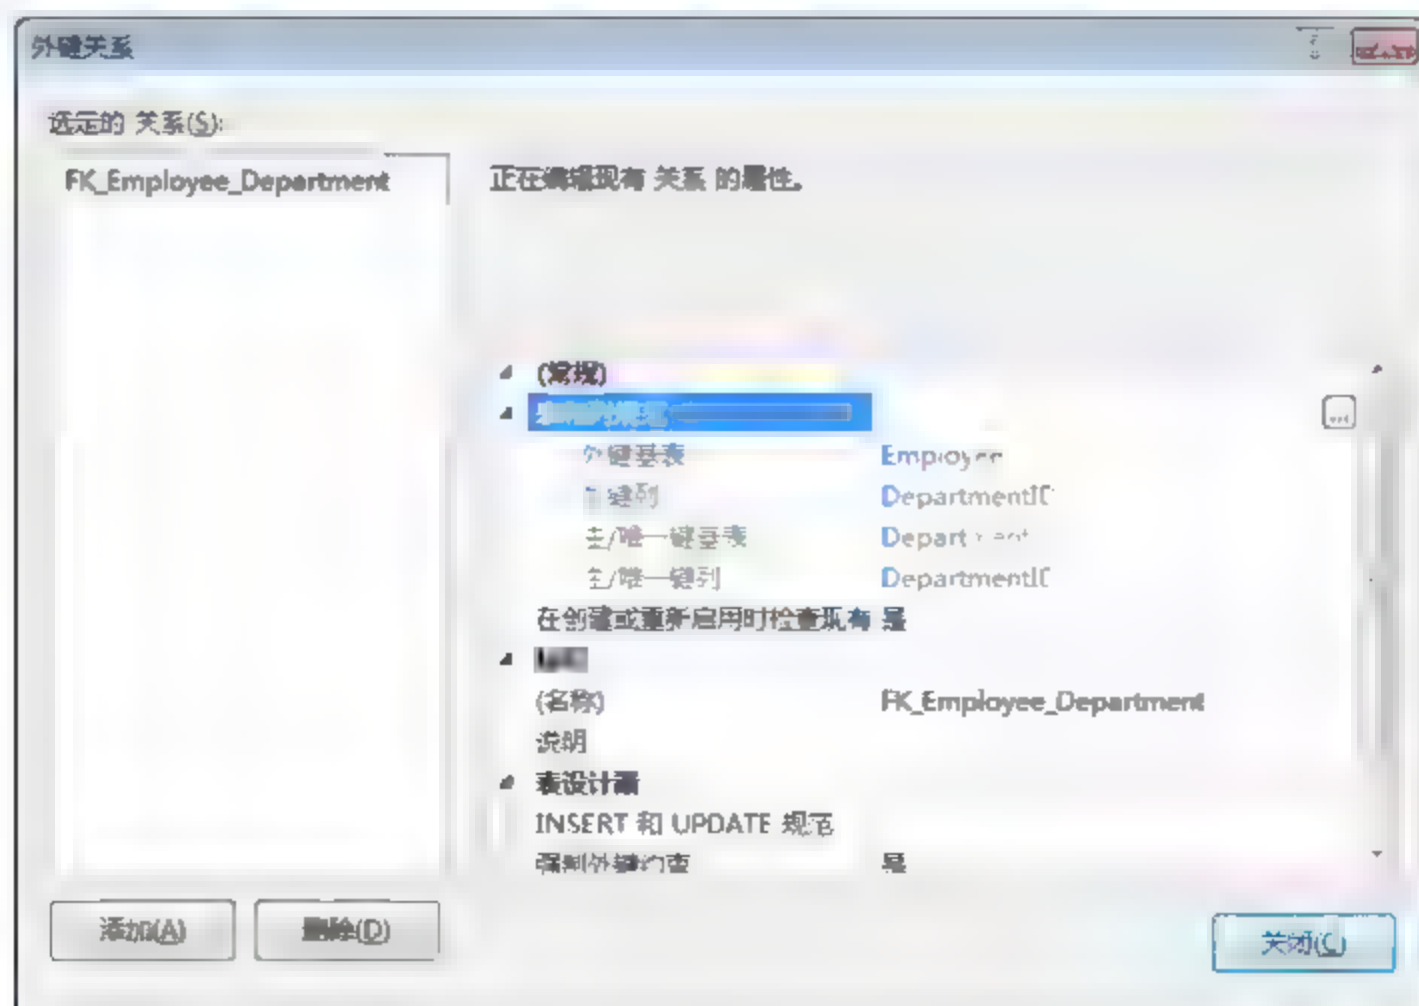 外键关系
选定的 关系(S):
FK_Employee_Department
正在编辑现有 关系 的属性。
(常规)
外键基表 Employee
键列 DepartmentID
主/唯一键基表 Department
主/唯一键列 DepartmentID
在创建或重新启用时检查现有 是
(名称) FK_Employee_Department
说明
表设计器
INSERT 和 UPDATE 规范
强制外键约束 是
添加(A) 删除(D)
关闭(C)